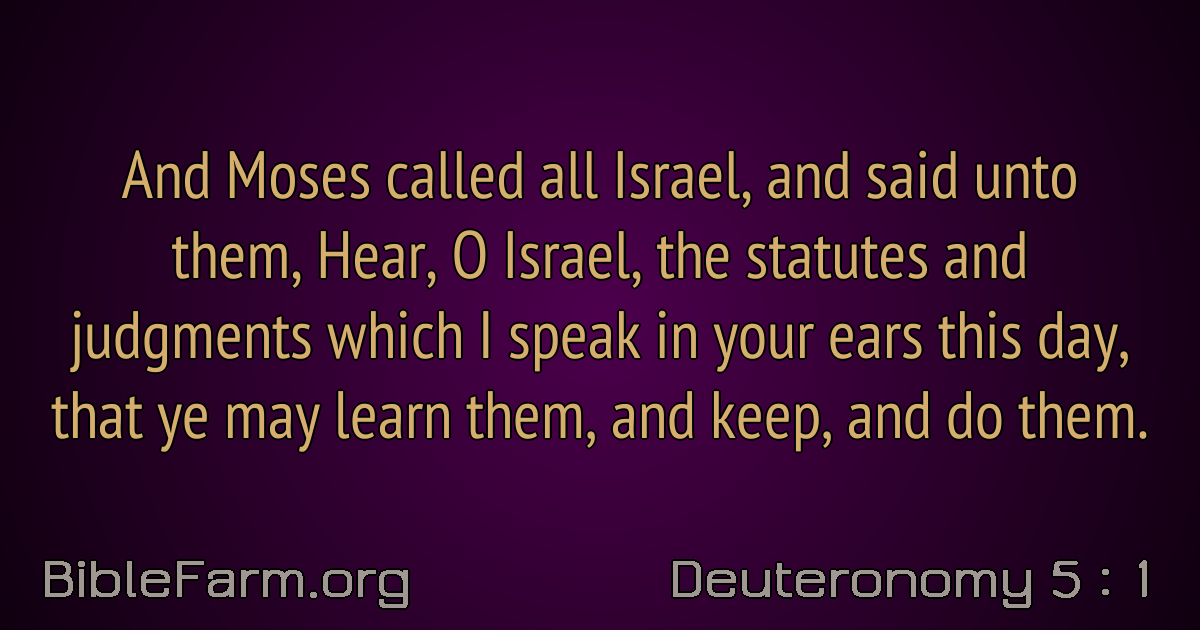 And Moses called all Israel, and said unto
them, Hear, O Israel, the statutes and
judgments which I speak in your ears this day,
that ye may learn them, and keep, and do them.
BibleFarm.org
Deuteronomy 5 : 1